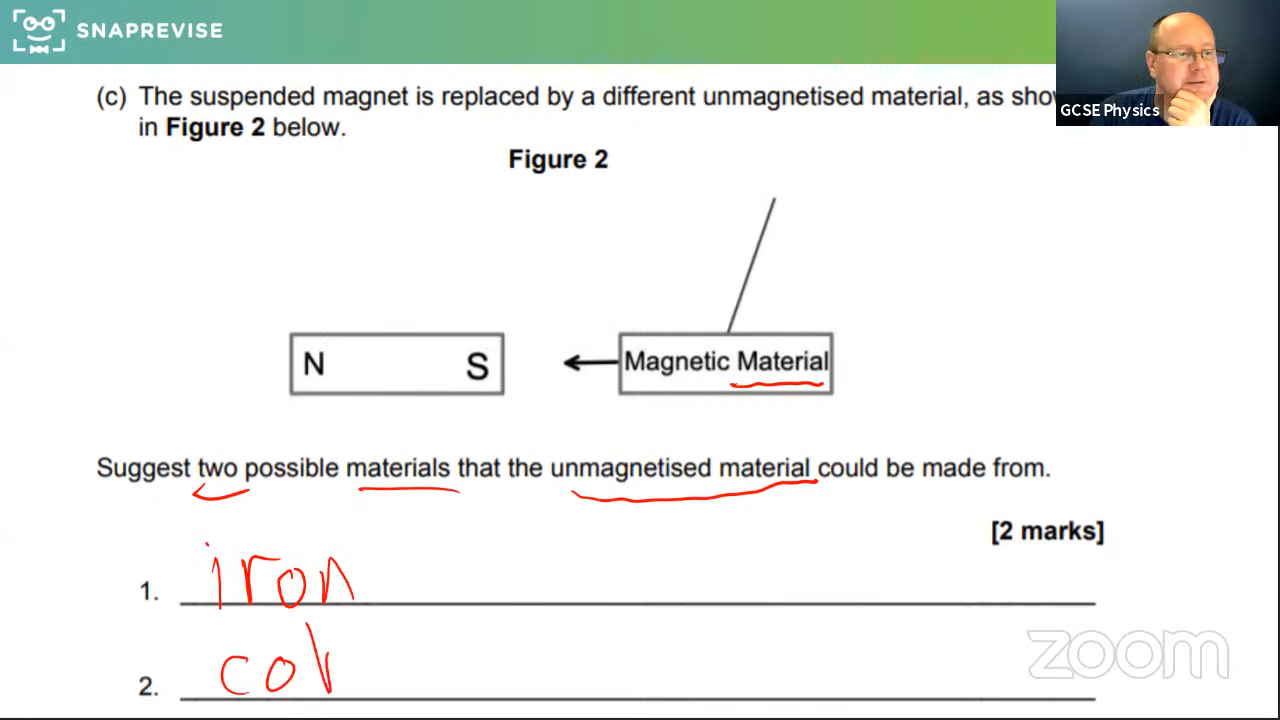 SNAPREVISE
(c) The suspended magnet is replaced by a different unmagnetised material, as sho
in Figure 2 below.
GCSE Physics
Figure 2
N S
Magnetic Material
Suggest two possible materials that the unmagnetised material could be made from.
[2 marks]
1. iron
2. cob
zoom